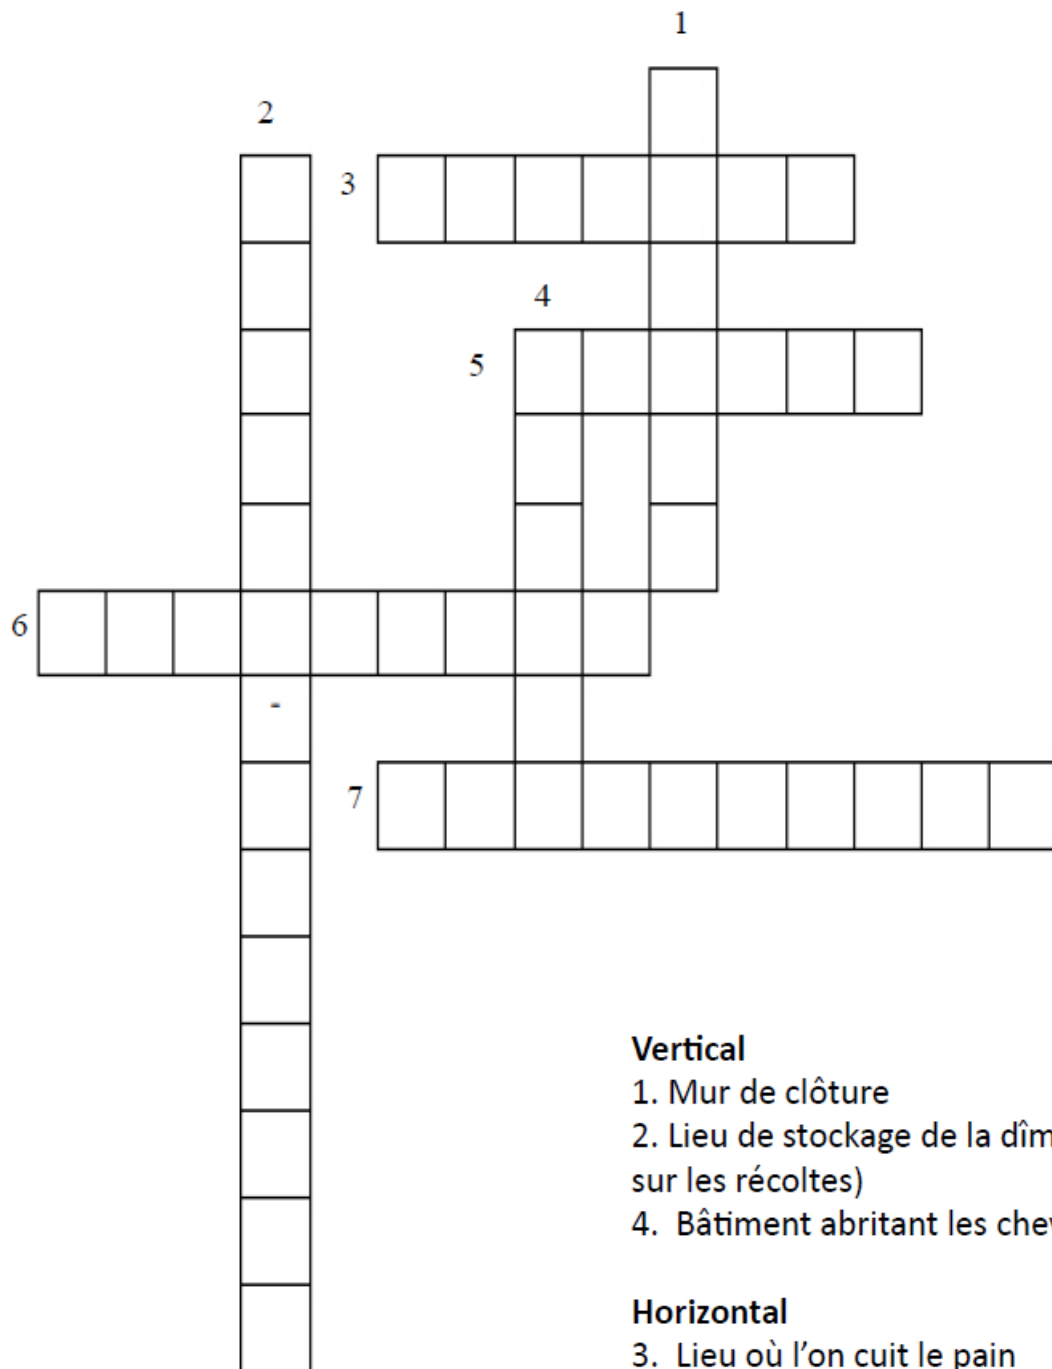 1
2
3
4
5
6
-
7
Vertical
1. Mur de clôture
2. Lieu de stockage de la dîm
sur les récoltes)
4. Bâtiment abritant les chev
Horizontal
3. Lieu où l’on cuit le pain